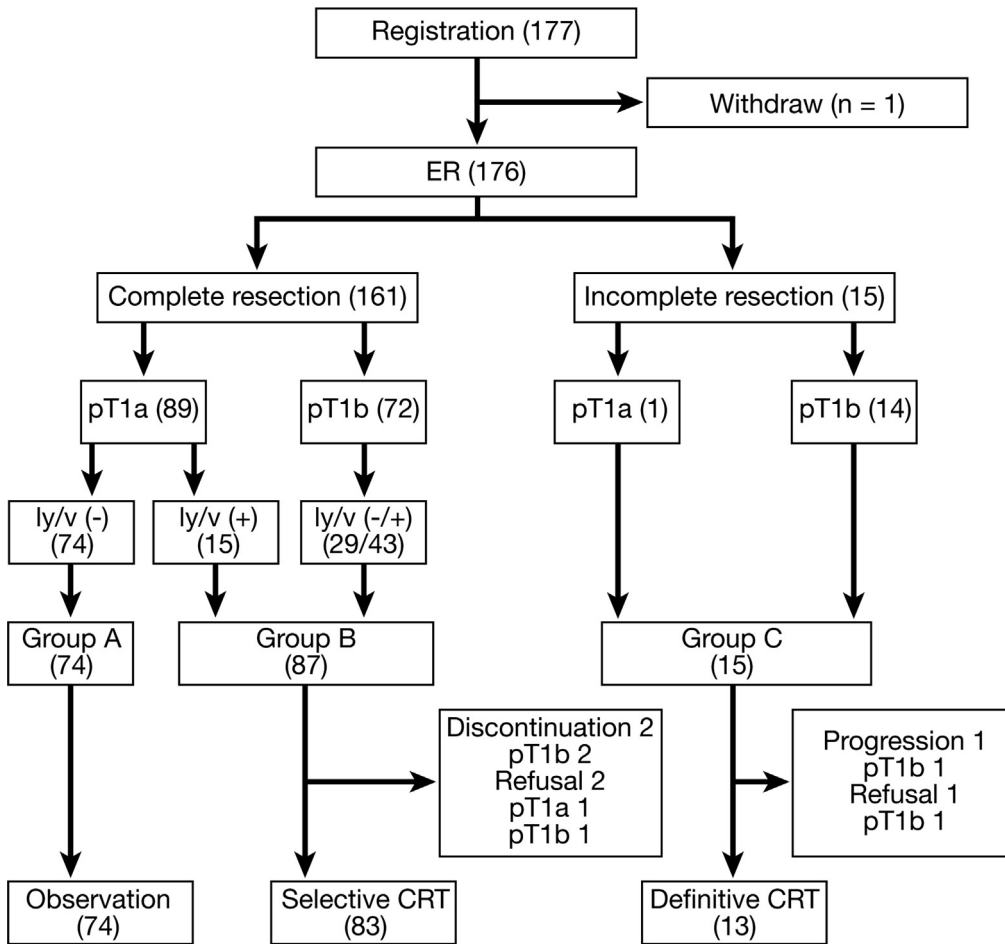 Registration (177)
Withdraw (n = 1)
ER (176)
Complete resection (161)
Incomplete resection (15)
pT1a (89)
pT1b (72)
pT1a (1)
pT1b (14)
ly/v (-)
(74)
ly/v (+)
(15)
ly/v (-/+)
(29/43)
Group A
(74)
Group B
(87)
Group C
(15)
Discontinuation 2
pT1b 2
Refusal 2
pT1a 1
pT1b 1
Progression 1
pT1b 1
Refusal 1
pT1b 1
Observation
(74)
Selective CRT
(83)
Definitive CRT
(13)